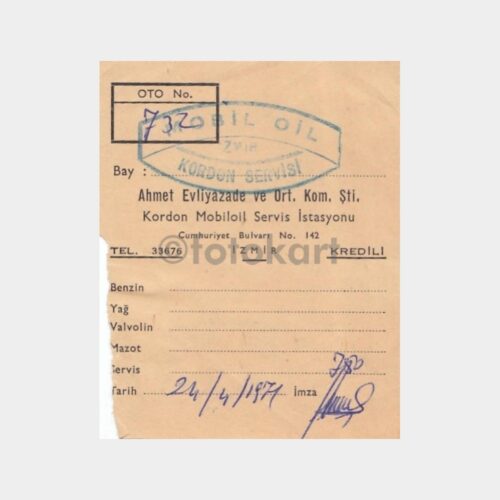 OTO No.
732
MOBİL OİL
İZMİR
KORDON SERVİSİ
Bay :
Ahmet Evliyazade ve Ort. Kom. Şti.
Kordon Mobiloil Servis İstasyonu
Cumhuriyet Bulvarı No. 142
TEL. 33676 İZMİR KREDİLİ
©fotokart
Benzin
Yağ
Valvolin
Mazot
Servis
780
Tarih 24/4/1971 İmza